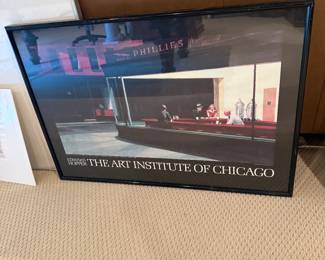 PHILLIES
EDWARD
HOPPER THE ART INSTITUTE OF CHICAGO